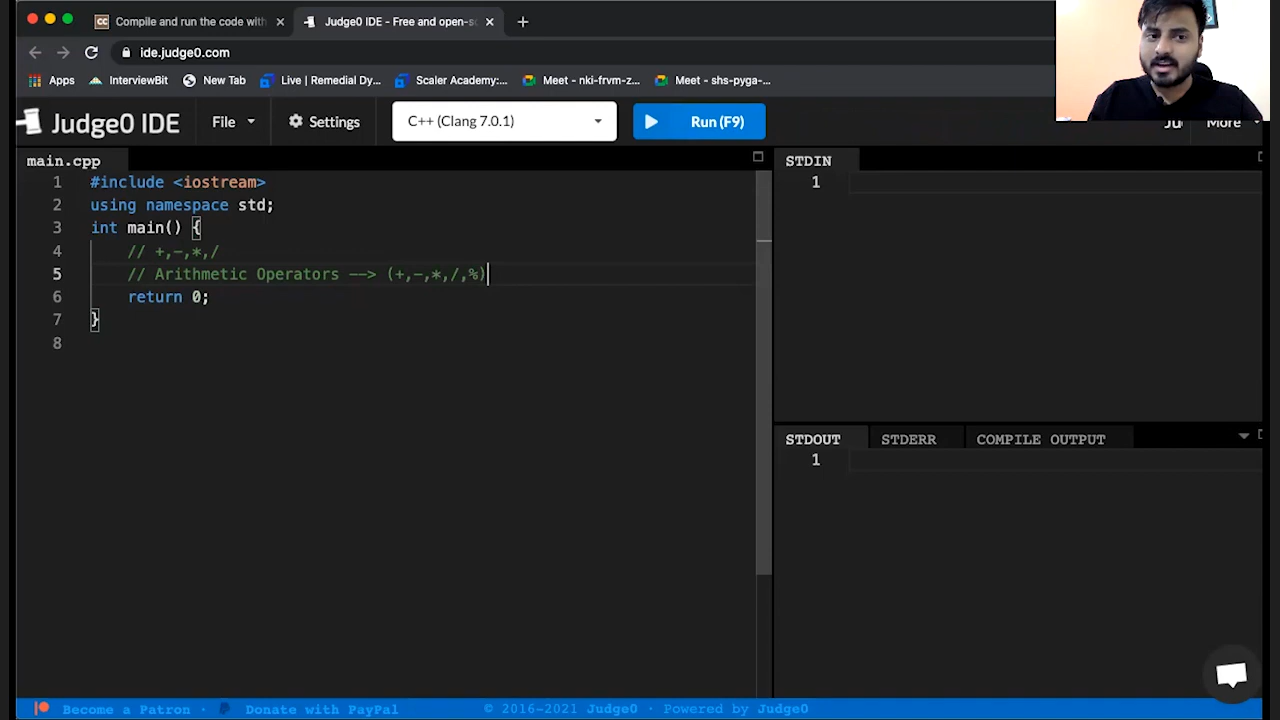 Compile and run the code with
Judge0 IDE - Free and open-so
ide.judge0.com
Apps
InterviewBit
New Tab
Live | Remedial Dy...
Scaler Academy:...
Meet - nki-frvm-z...
Meet - shs-pyga-...
Judge0 IDE
File
Settings
C++ (Clang 7.0.1)
Run (F9)
More
main.cpp
1 #include <iostream>
2 using namespace std;
3 int main() {
4 // +,-,*,/
5 // Arithmetic Operators --> (+,-,*,/,%)
6 return 0;
7 }
8
STDIN
1
STDOUT
STDERR
COMPILE OUTPUT
1
Become a Patron · Donate with PayPal
© 2016-2021 Judge0 · Powered by Judge0